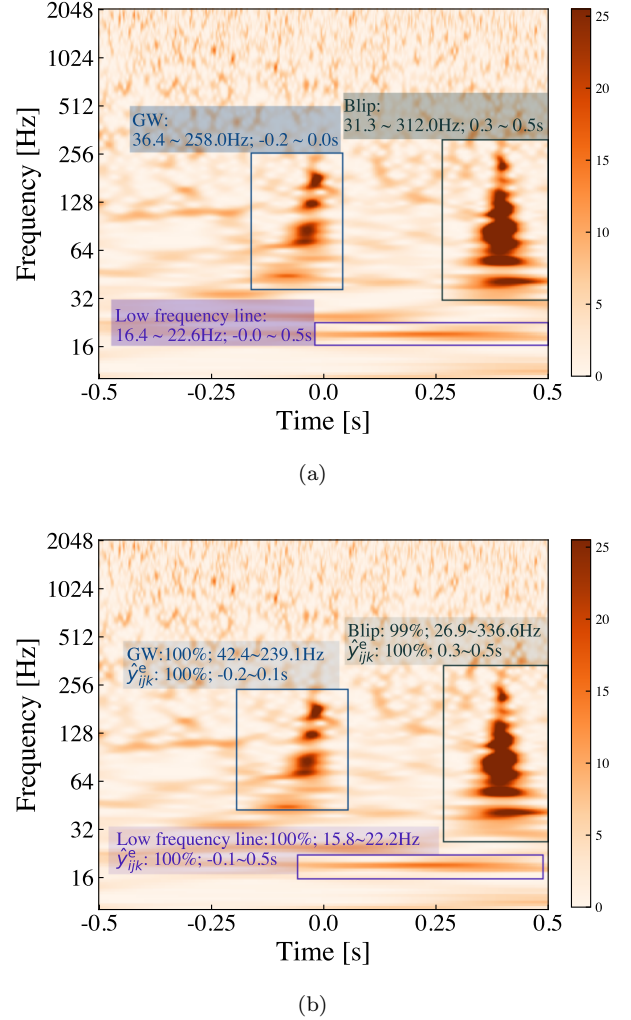 2048
1024
512
256
128
64
32
16
Frequency [Hz]
GW:
36.4 ~ 258.0Hz; -0.2 ~ 0.0s
Blip:
31.3 ~ 312.0Hz; 0.3 ~ 0.5s
Low frequency line:
16.4 ~ 22.6Hz; -0.0 ~ 0.5s
-0.5 -0.25 0.0 0.25 0.5
Time [s]
25
20
15
10
5
0
(a)
2048
1024
512
256
128
64
32
16
Frequency [Hz]
Blip: 99%; 26.9~336.6Hz
ŷᵉᵢⱼₖ: 100%; 0.3~0.5s
GW:100%; 42.4~239.1Hz
ŷᵉᵢⱼₖ: 100%; -0.2~0.1s
Low frequency line:100%; 15.8~22.2Hz
ŷᵉᵢⱼₖ: 100%; -0.1~0.5s
-0.5 -0.25 0.0 0.25 0.5
Time [s]
25
20
15
10
5
0
(b)